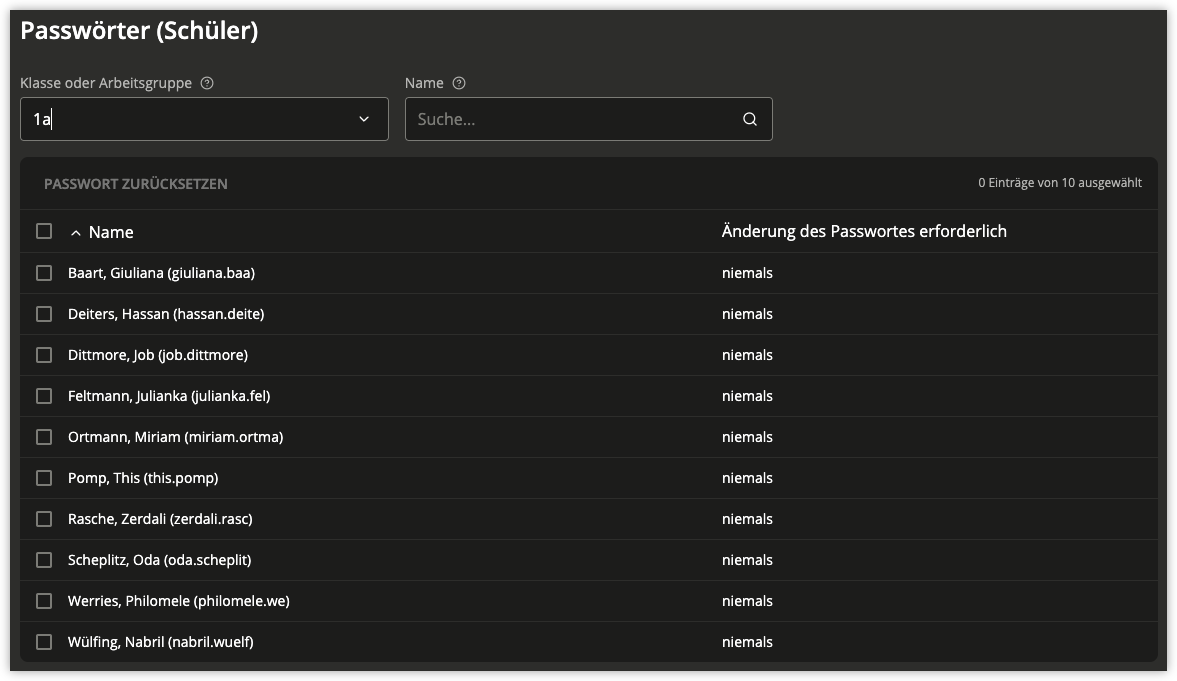 Passwörter (Schüler)
Klasse oder Arbeitsgruppe
Name
1a
Suche...
PASSWORT ZURÜCKSETZEN
0 Einträge von 10 ausgewählt
Name
Änderung des Passwortes erforderlich
Baart, Giuliana (giuliana.baa) niemals
Deiters, Hassan (hassan.deite) niemals
Dittmore, Job (job.dittmore) niemals
Feltmann, Julianka (julianka.fel) niemals
Ortmann, Miriam (miriam.ortma) niemals
Pomp, This (this.pomp) niemals
Rasche, Zerdali (zerdali.rasc) niemals
Scheplitz, Oda (oda.scheplit) niemals
Werries, Philomele (philomele.we) niemals
Wülfing, Nabril (nabril.wuelf) niemals